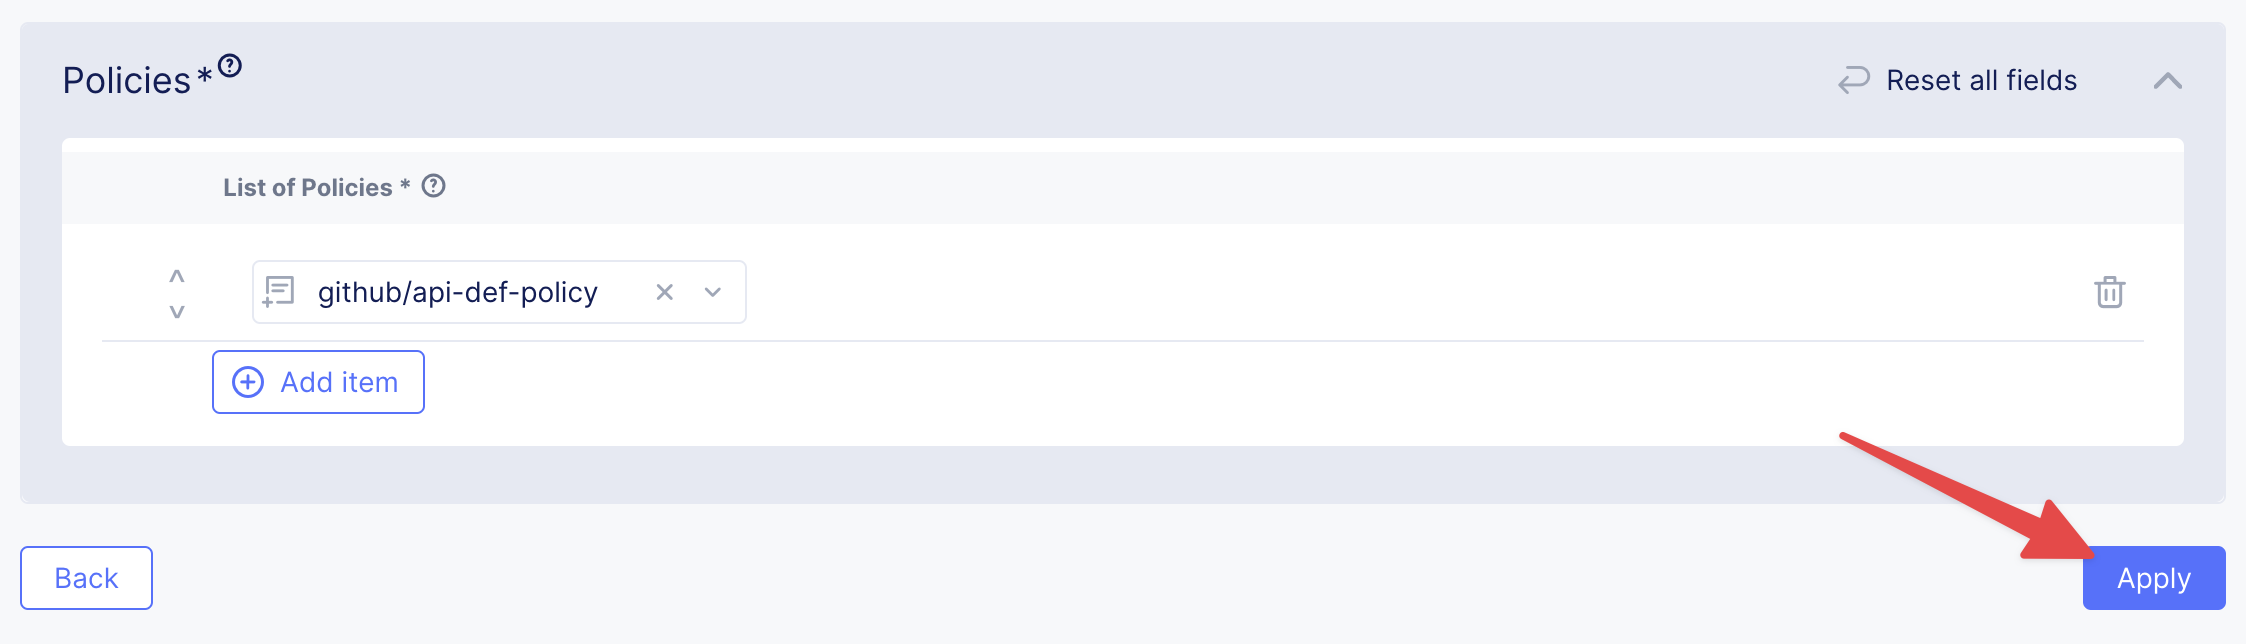 Policies*
Reset all fields
List of Policies *
github/api-def-policy
Add item
Back
Apply